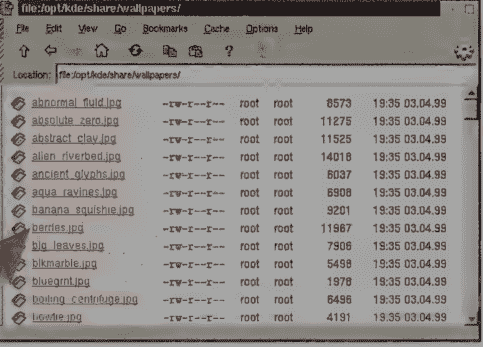 file:/opt/kde/share/wallpapers/
File Edit View Go Bookmarks Cache Options Help
Location: file:/opt/kde/share/wallpapers/
abnormal_fluid.jpg -rw-r--r-- root root 8573 19:35 03.04.99
absolute_zero.jpg -rw-r--r-- root root 11275 19:35 03.04.99
abstract_clay.jpg -rw-r--r-- root root 11525 19:35 03.04.99
alien_riverbed.jpg -rw-r--r-- root root 14018 19:35 03.04.99
ancient_glyphs.jpg -rw-r--r-- root root 6037 19:35 03.04.99
aqua_ravines.jpg -rw-r--r-- root root 6908 19:35 03.04.99
banana_squishie.jpg -rw-r--r-- root root 9201 19:35 03.04.99
berries.jpg -rw-r--r-- root root 11967 19:35 03.04.99
big_leaves.jpg -rw-r--r-- root root 7906 19:35 03.04.99
blkmarble.jpg -rw-r--r-- root root 5498 19:35 03.04.99
bluegrnt.jpg -rw-r--r-- root root 1978 19:35 03.04.99
boiling_centrifuge.jpg -rw-r--r-- root root 6496 19:35 03.04.99
bowtie.jpg -rw-r--r-- root root 4191 19:35 03.04.99